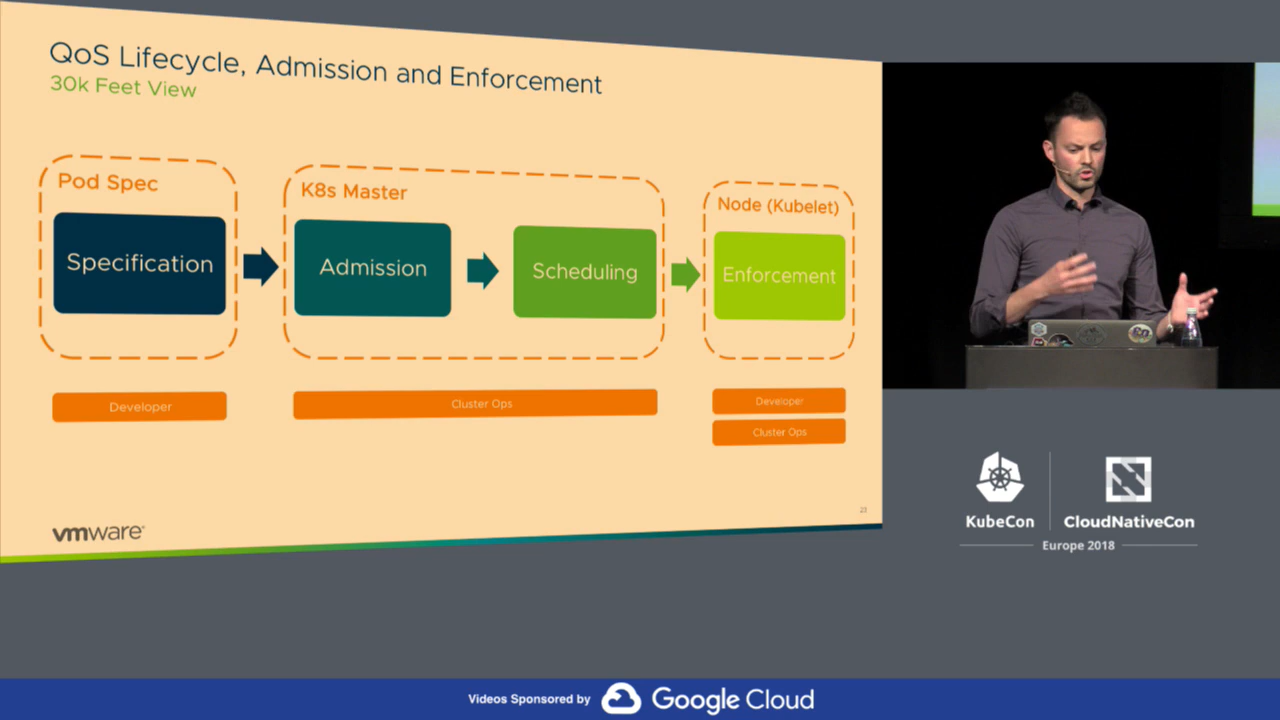 QoS Lifecycle, Admission and Enforcement
30k Feet View
Pod Spec
Specification
K8s Master
Admission
Scheduling
Node (Kubelet)
Enforcement
Developer
Cluster Ops
Developer
Cluster Ops
23
vmware®
KubeCon
CloudNativeCon
Europe 2018
Videos Sponsored by Google Cloud